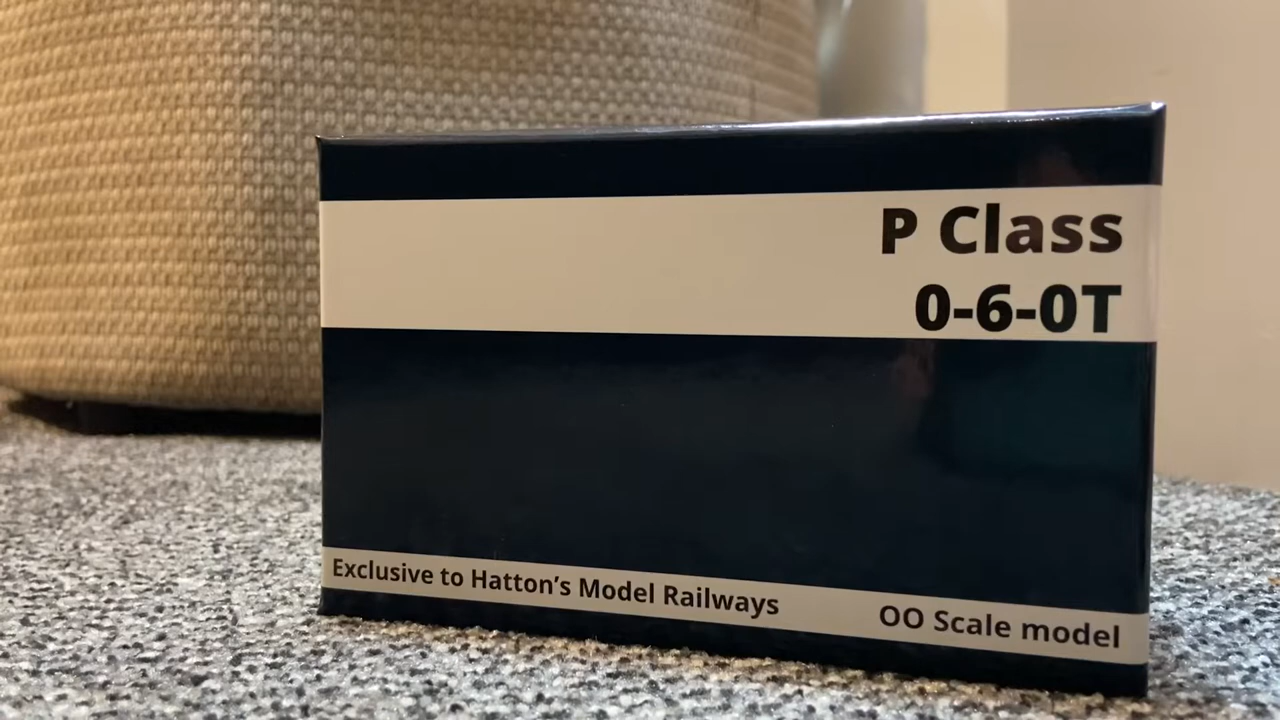 P Class
0-6-0T
Exclusive to Hatton’s Model Railways
OO Scale model